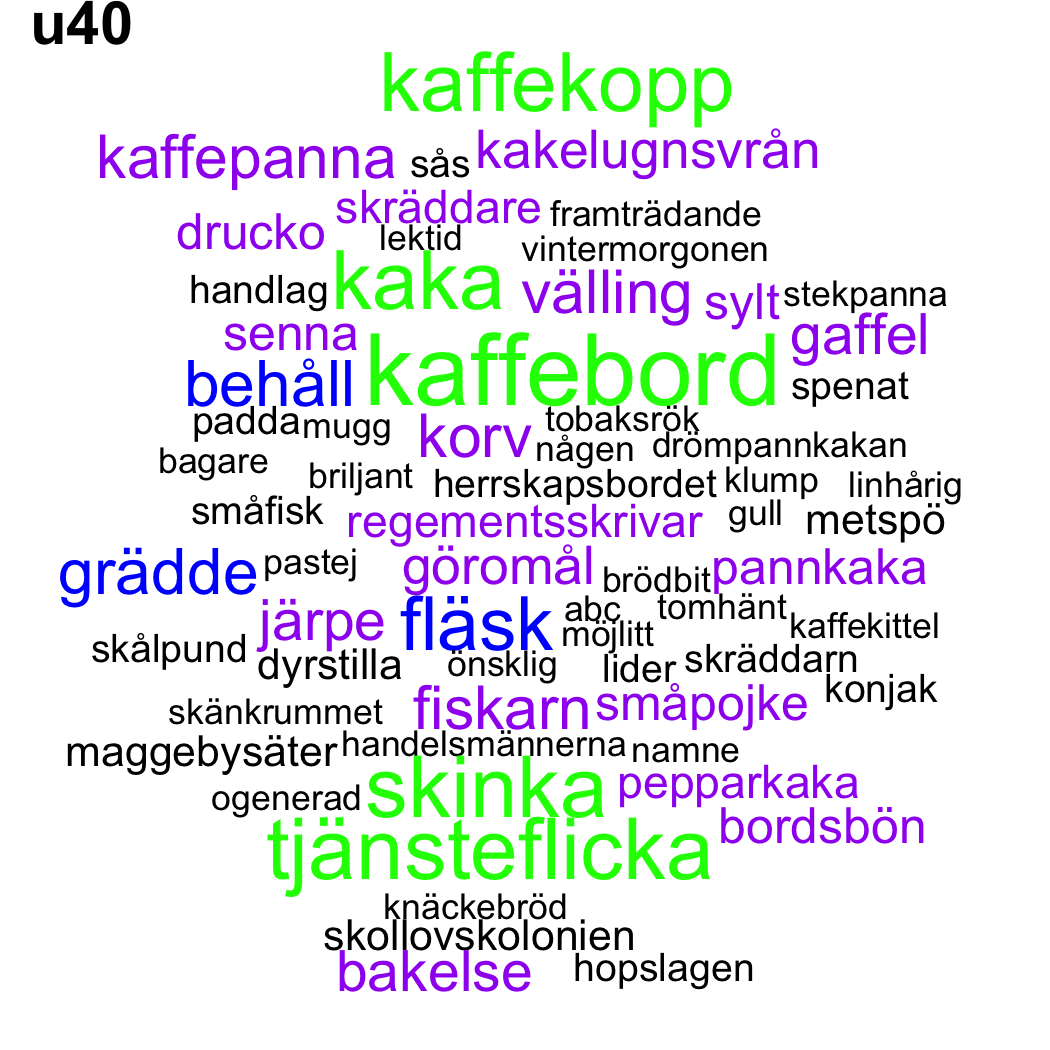 u40
kaffekopp
kaffepanna sås kakelugnsvrån
skräddare framträdande
drucko lektid vintermorgonen
handlag kaka välling sylt stekpanna
senna gaffel
behåll kaffebord spenat
padda mugg korv tobaksrök
bagare någen drömpannkakan
briljant herrskapsbordet klump linhårig
småfisk regementsskrivar gull metspö
grädde pastej göromål brödbit pannkaka
järpe fläsk abc tomhänt kaffekittel
skålpund möjlitt
dyrstilla önsklig lider skräddarn
skänkrummet fiskarn småpojke konjak
maggebysäter handelsmännerna namne
ogenerad skinka pepparkaka
tjänsteflicka bordsbön
knäckebröd
skollovskolonien
bakelse hopslagen